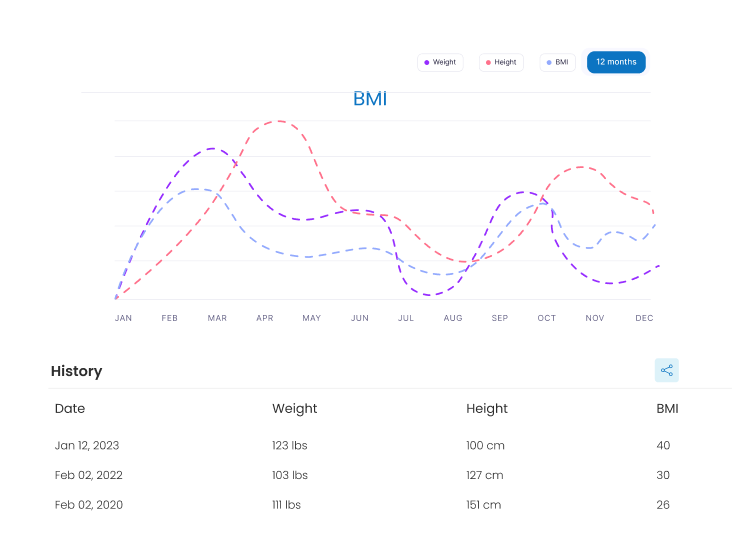 Weight Height BMI 12 months
BMI
JAN FEB MAR APR MAY JUN JUL AUG SEP OCT NOV DEC
History
Date Weight Height BMI
Jan 12, 2023 123 lbs 100 cm 40
Feb 02, 2022 103 lbs 127 cm 30
Feb 02, 2020 111 lbs 151 cm 26